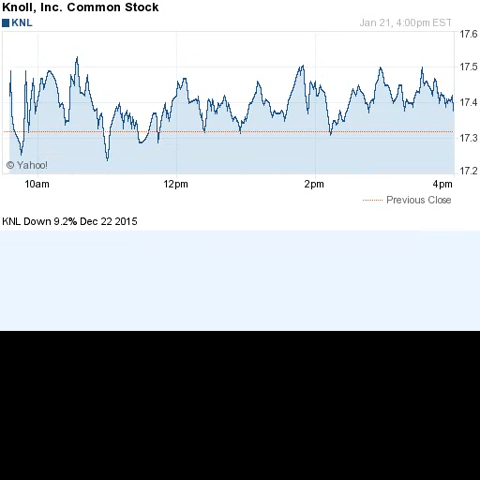 Knoll, Inc. Common Stock
KNL Jan 21, 4:00pm EST
17.6
17.5
17.4
17.3
17.2
© Yahoo!
10am 12pm 2pm 4pm
Previous Close
KNL Down 9.2% Dec 22 2015